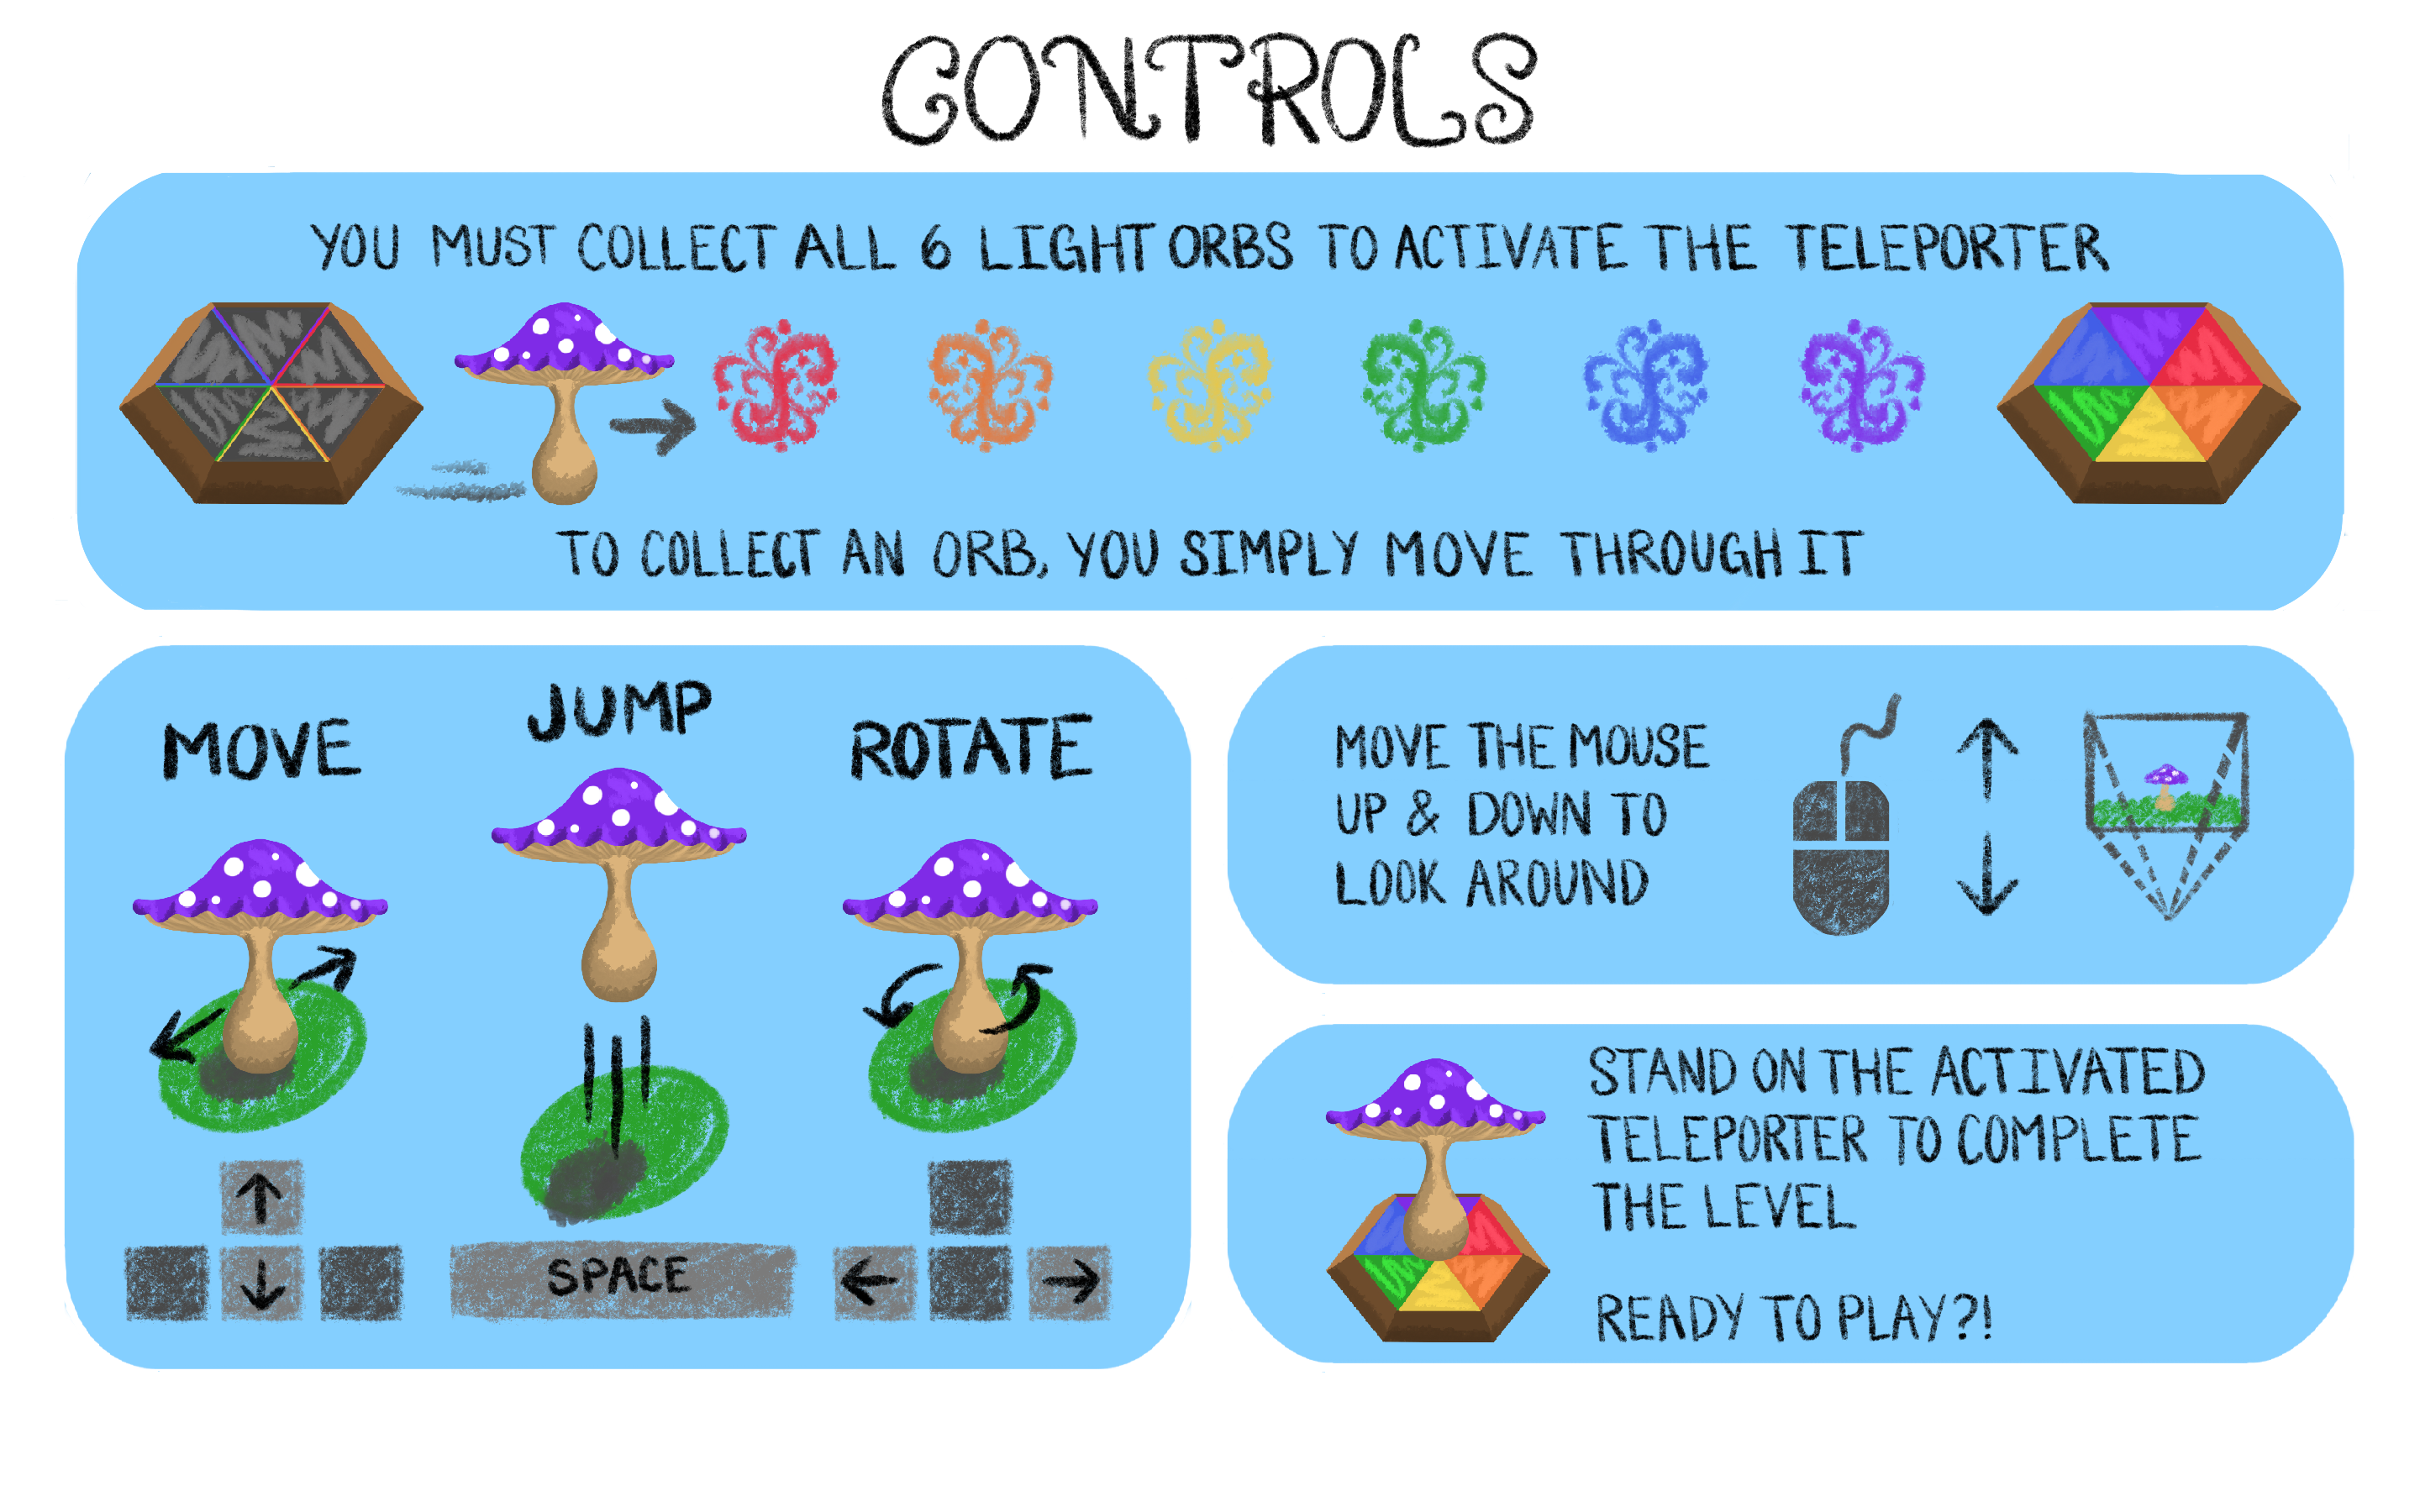 CONTROLS
YOU MUST COLLECT ALL 6 LIGHT ORBS TO ACTIVATE THE TELEPORTER
TO COLLECT AN ORB, YOU SIMPLY MOVE THROUGH IT
MOVE
JUMP
ROTATE
SPACE
MOVE THE MOUSE
UP & DOWN TO
LOOK AROUND
STAND ON THE ACTIVATED
TELEPORTER TO COMPLETE
THE LEVEL
READY TO PLAY?!